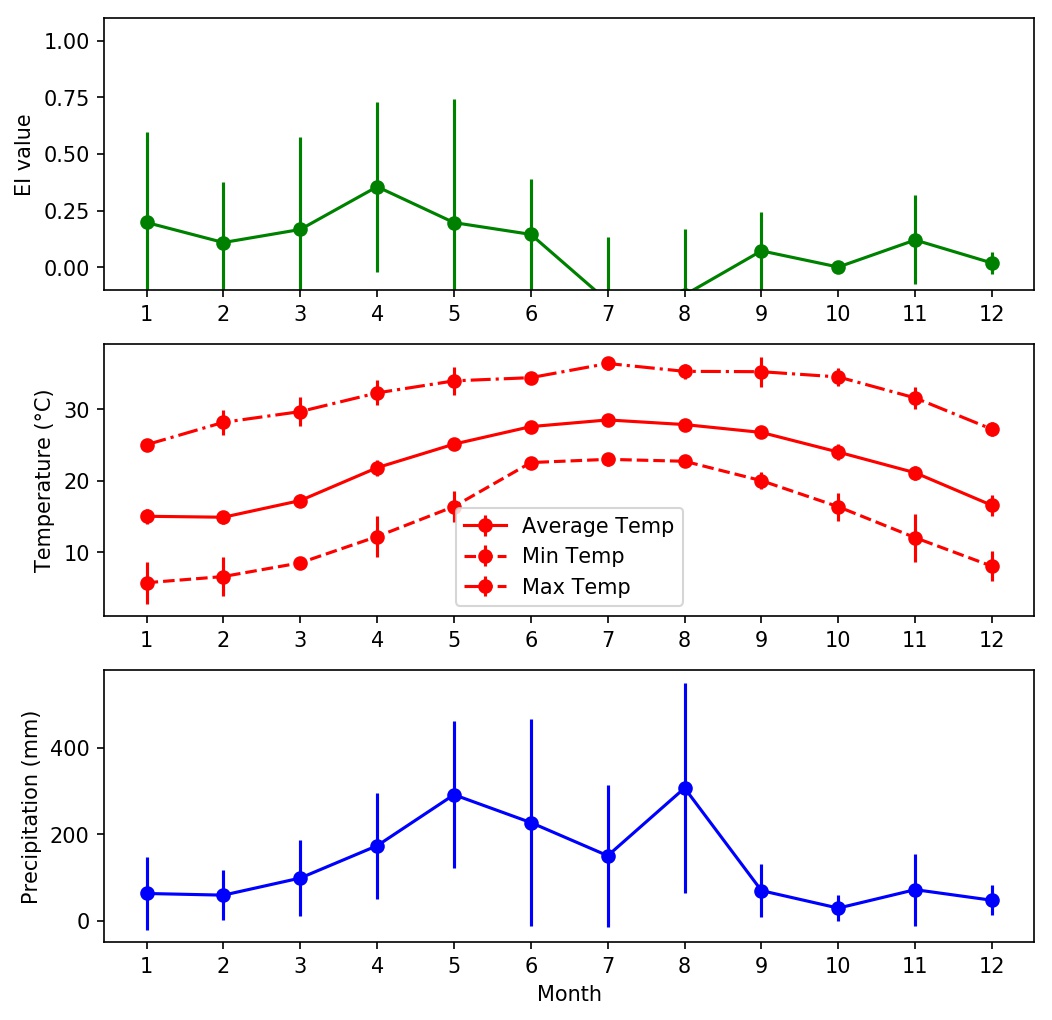 EI value
1.00
0.75
0.50
0.25
0.00
1 2 3 4 5 6 7 8 9 10 11 12
Temperature (°C)
30
20
10
Average Temp
Min Temp
Max Temp
1 2 3 4 5 6 7 8 9 10 11 12
Precipitation (mm)
400
200
0
1 2 3 4 5 6 7 8 9 10 11 12
Month